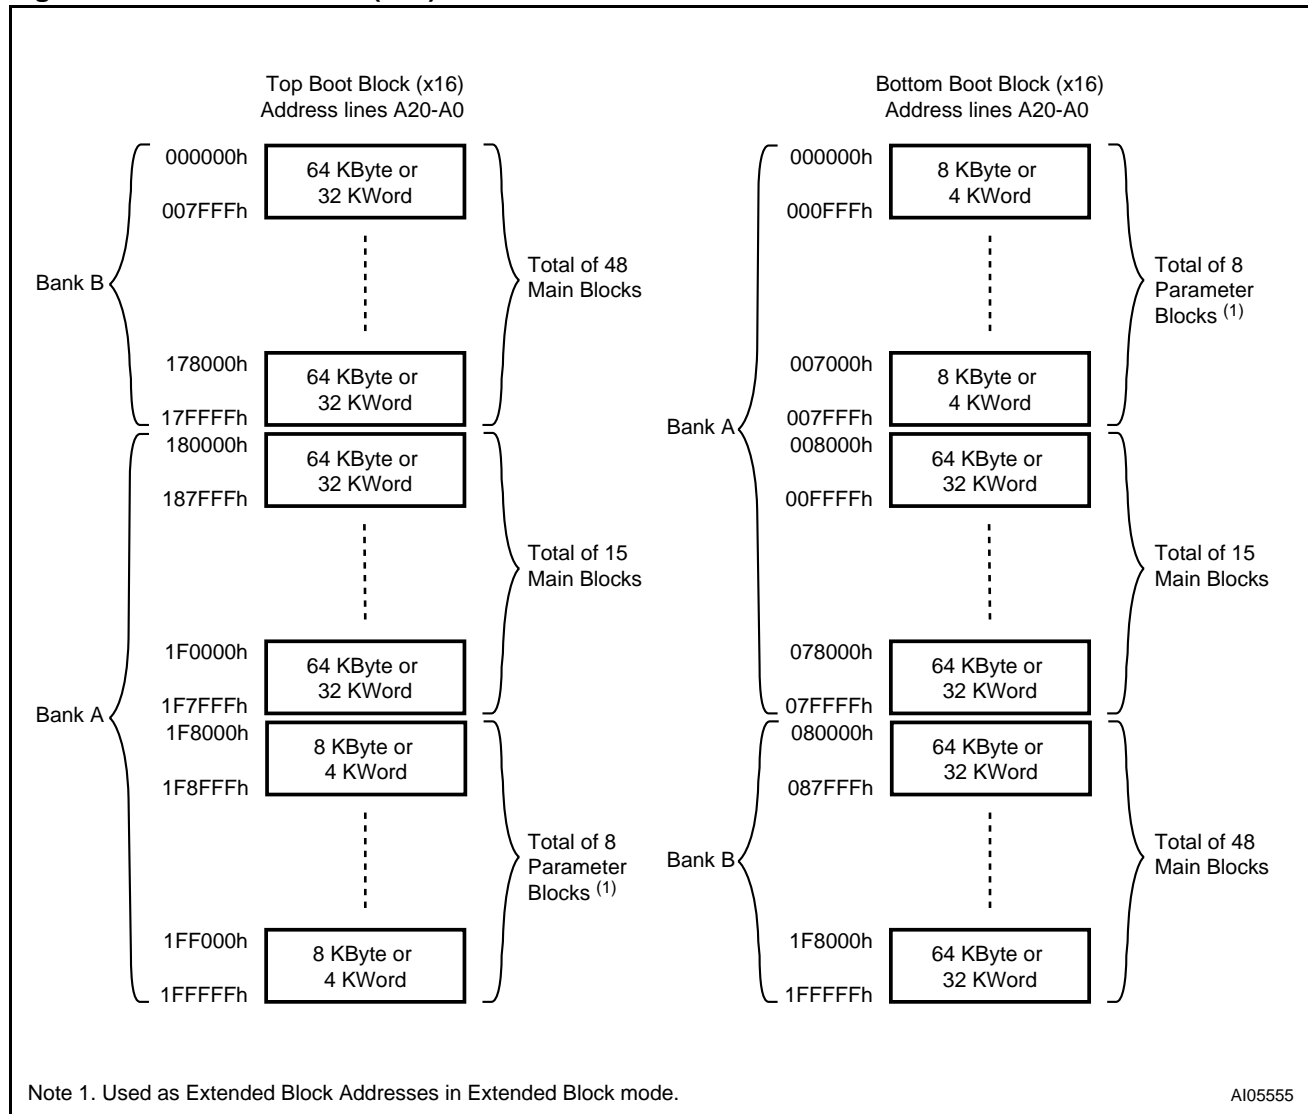 Top Boot Block (x16)
Address lines A20-A0
000000h
64 KByte or
32 KWord
007FFFh
Bank B
Total of 48
Main Blocks
178000h
64 KByte or
32 KWord
17FFFFh
180000h
64 KByte or
32 KWord
187FFFh
Total of 15
Main Blocks
1F0000h
64 KByte or
32 KWord
1F7FFFh
Bank A
1F8000h
8 KByte or
4 KWord
1F8FFFh
Total of 8
Parameter
Blocks (1)
1FF000h
8 KByte or
4 KWord
1FFFFFh
Bottom Boot Block (x16)
Address lines A20-A0
000000h
8 KByte or
4 KWord
000FFFh
Total of 8
Parameter
Blocks (1)
007000h
8 KByte or
4 KWord
007FFFh
Bank A
008000h
64 KByte or
32 KWord
00FFFFh
Total of 15
Main Blocks
078000h
64 KByte or
32 KWord
07FFFFh
080000h
64 KByte or
32 KWord
087FFFh
Bank B
Total of 48
Main Blocks
1F8000h
64 KByte or
32 KWord
1FFFFFh
Note 1. Used as Extended Block Addresses in Extended Block mode.
AI05555